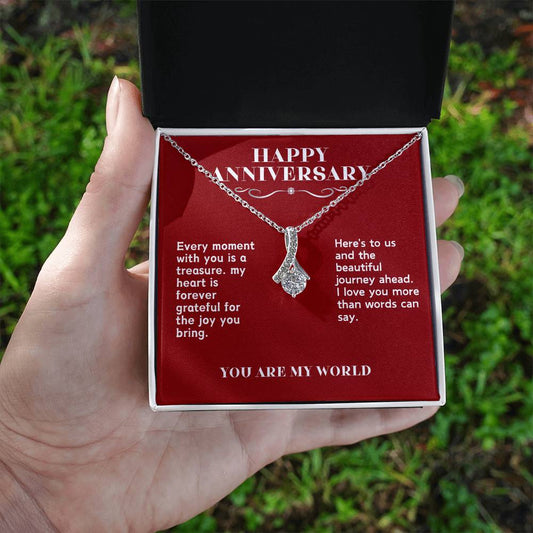 HAPPY
ANNIVERSARY
Every moment
with you is a
treasure. my
heart is
forever
grateful for
the joy you
bring.
Here's to us
and the
beautiful
journey ahead.
I love you more
than words can
say.
YOU ARE MY WORLD